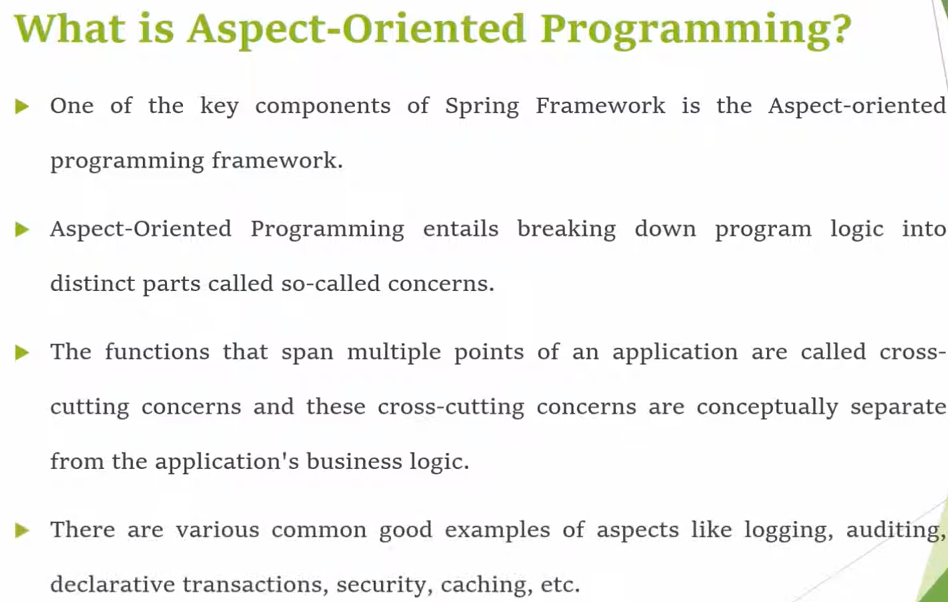 What is Aspect-Oriented Programming?
One of the key components of Spring Framework is the Aspect-oriented
programming framework.
Aspect-Oriented Programming entails breaking down program logic into
distinct parts called so-called concerns.
The functions that span multiple points of an application are called cross-
cutting concerns and these cross-cutting concerns are conceptually separate
from the application's business logic.
There are various common good examples of aspects like logging, auditing,
declarative transactions, security, caching, etc.